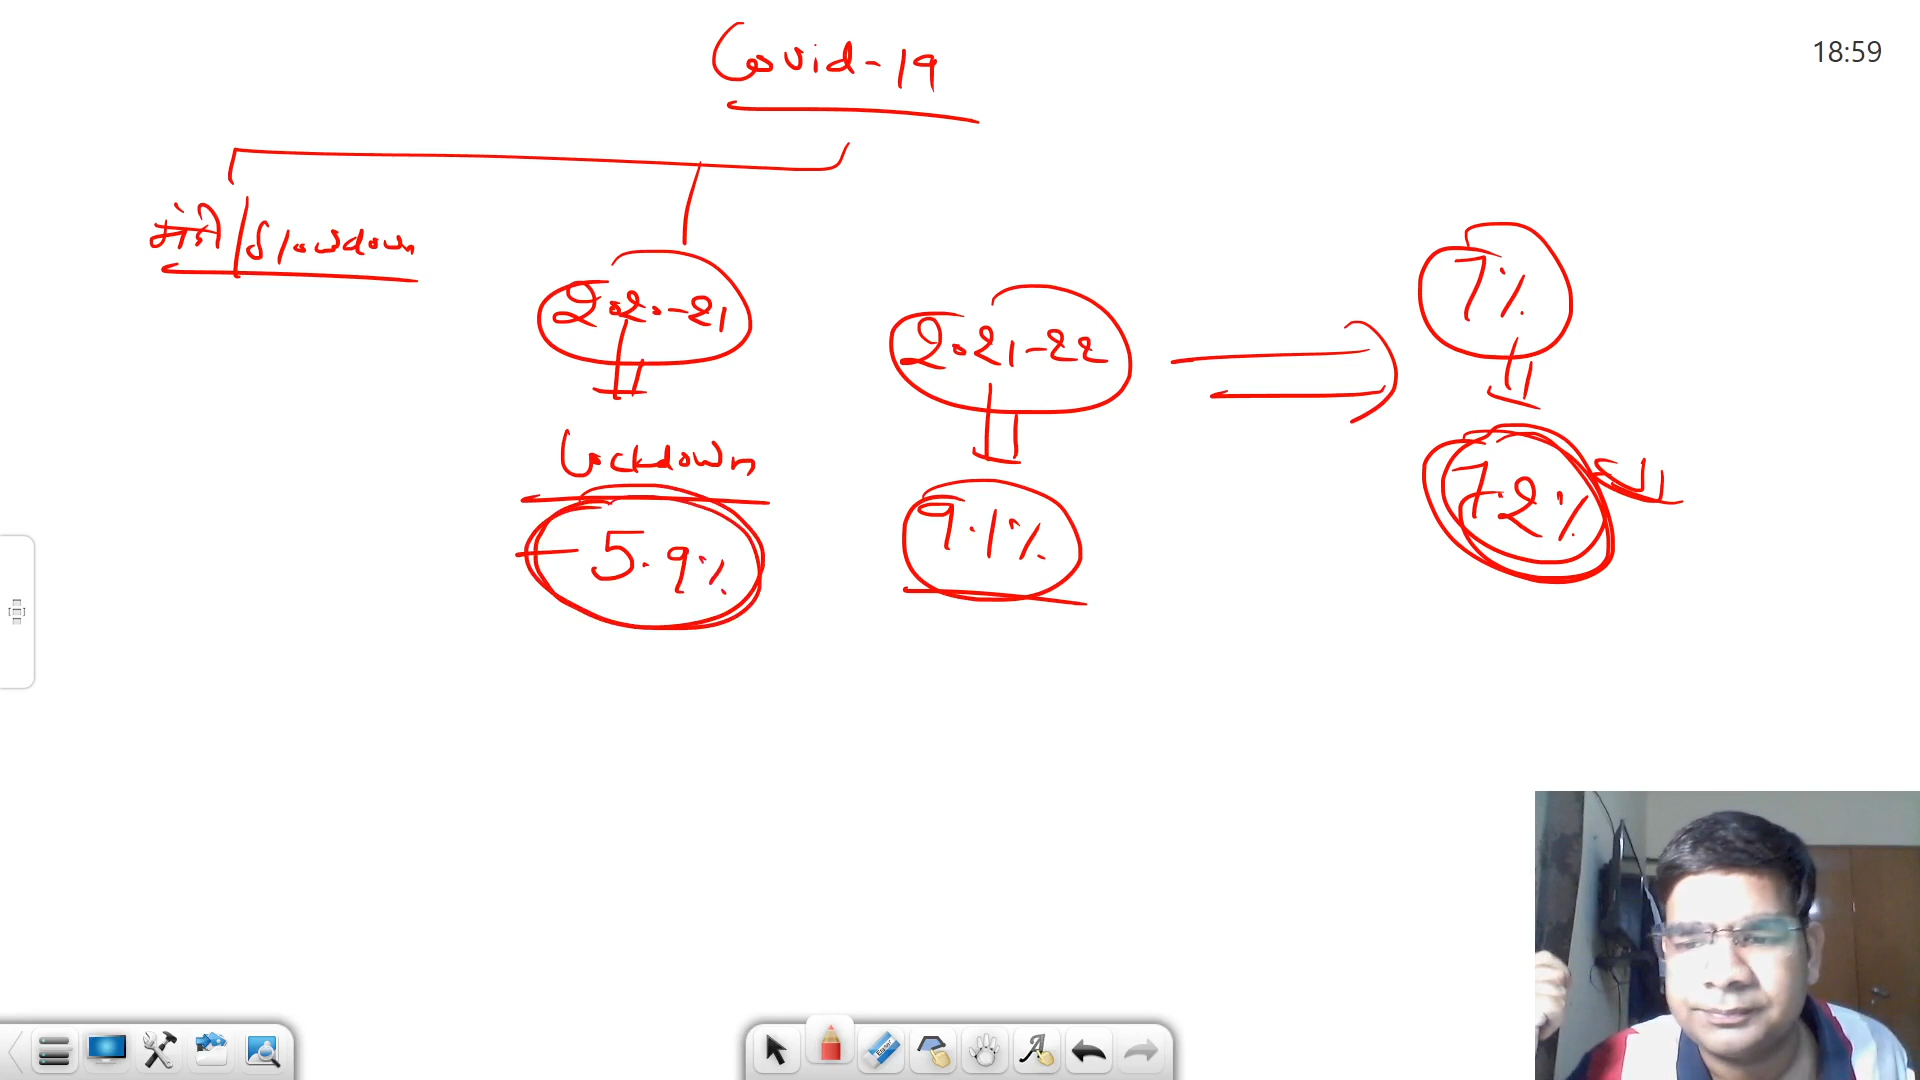 Covid-19
18:59
मंदी/Slowdown
2020-21
2021-22
7%
Lockdown
-5.9%
9.1%
7.2%